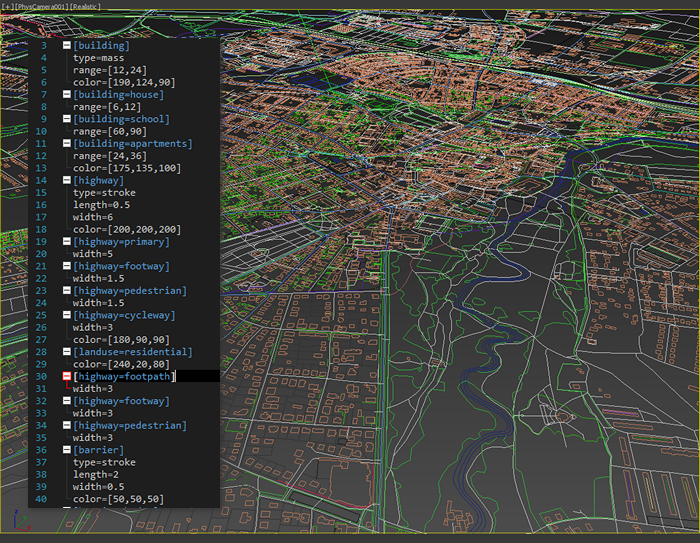 [+] [PhysCamera001] [Realistic]
3 [building]
4 type=mass
5 range=[12,24]
6 color=[190,124,90]
7 [building=house]
8 range=[6,12]
9 [building=school]
10 range=[60,90]
11 [building=apartments]
12 range=[24,36]
13 color=[175,135,100]
14 [highway]
15 type=stroke
16 length=0.5
17 width=6
18 color=[200,200,200]
19 [highway=primary]
20 width=5
21 [highway=footway]
22 width=1.5
23 [highway=pedestrian]
24 width=1.5
25 [highway=cycleway]
26 width=3
27 color=[180,90,90]
28 [landuse=residential]
29 color=[240,20,80]
30 [highway=footpath]
31 width=3
32 [highway=footway]
33 width=3
34 [highway=pedestrian]
35 width=3
36 [barrier]
37 type=stroke
38 length=2
39 width=0.5
40 color=[50,50,50]